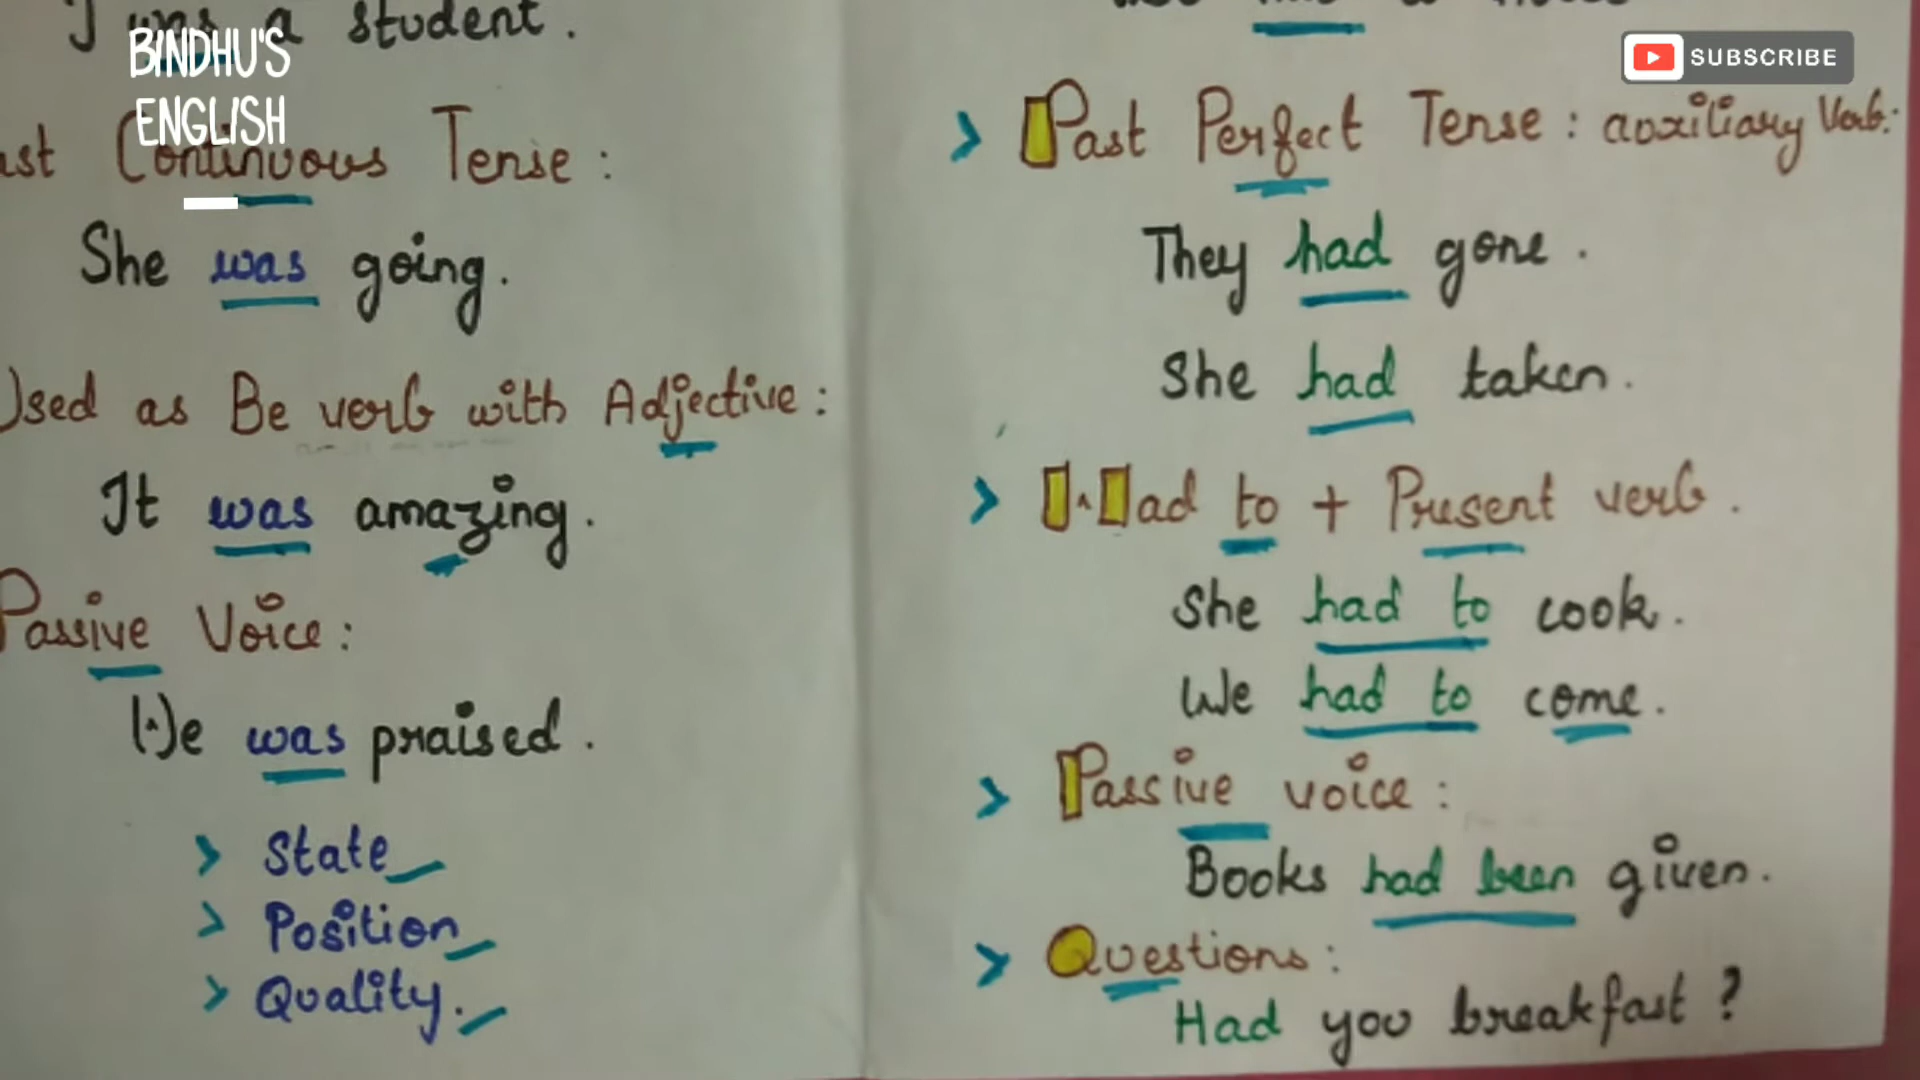 I was a student.
BINDHU'S
ENGLISH
Continuous Tense:
She was going.
Used as Be verb with Adjective:
It was amazing.
Passive Voice:
He was praised.
> State
> Position
> Quality.
SUBSCRIBE
> Past Perfect Tense: auxiliary Verb:
They had gone.
She had taken.
> Had to + Present verb.
She had to cook.
We had to come.
> Passive voice:
Books had been given.
> Questions:
Had you breakfast?